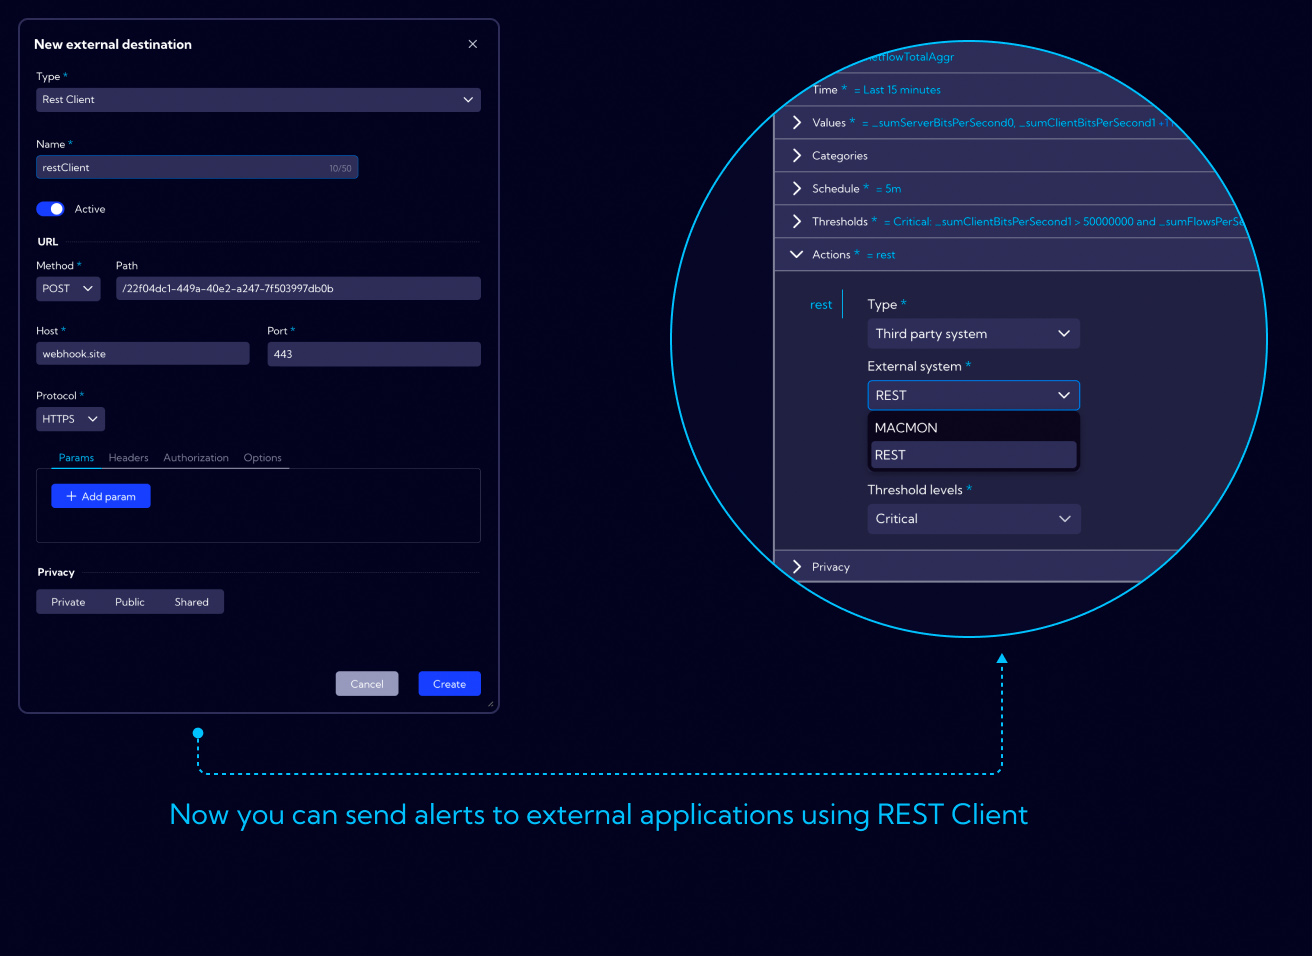 New external destination
Type *
Rest Client
Name *
restClient 10/50
Active
URL
Method * Path
POST /22f04dc1-449a-40e2-a247-7f503997db0b
Host * Port *
webhook.site 443
Protocol *
HTTPS
Params Headers Authorization Options
+ Add param
Privacy
Private Public Shared
Cancel Create
etflowTotalAggr
Time * = Last 15 minutes
Values * = _sumServerBitsPerSecond0, _sumClientBitsPerSecond1
Categories
Schedule * = 5m
Thresholds * = Critical: _sumClientBitsPerSecond1 > 50000000 and _sumFlowsPerSe
Actions * = rest
rest Type *
Third party system
External system *
REST
MACMON
REST
Threshold levels *
Critical
Privacy
Now you can send alerts to external applications using REST Client